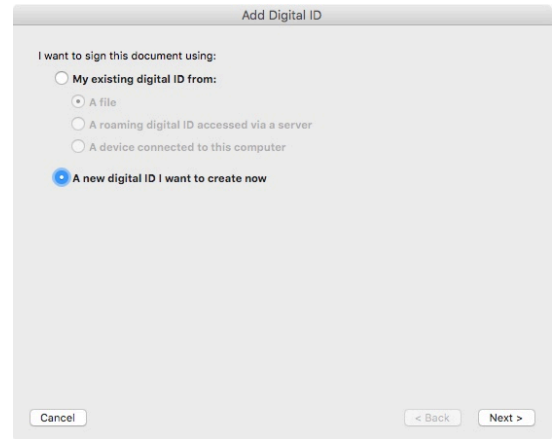 Add Digital ID
I want to sign this document using:
My existing digital ID from:
A file
A roaming digital ID accessed via a server
A device connected to this computer
A new digital ID I want to create now
Cancel
< Back
Next >